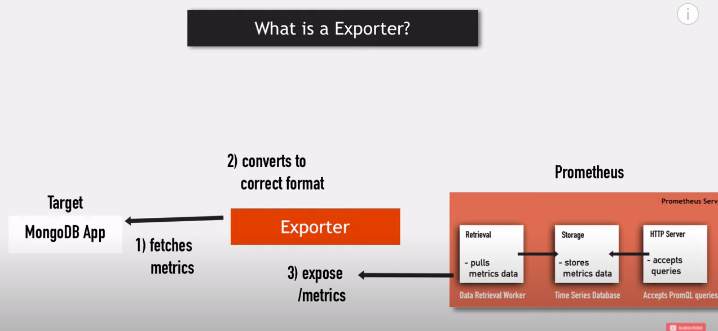 What is a Exporter?
2) converts to
correct format
Prometheus
Target
MongoDB App
Exporter
1) fetches
metrics
3) expose
/metrics
Prometheus Serv
Retrieval
- pulls
metrics data
Storage
- stores
metrics data
HTTP Server
- accepts
queries
Data Retrieval Worker
Time Series Database
Accepts PromQL queries
SUBSCRIBE